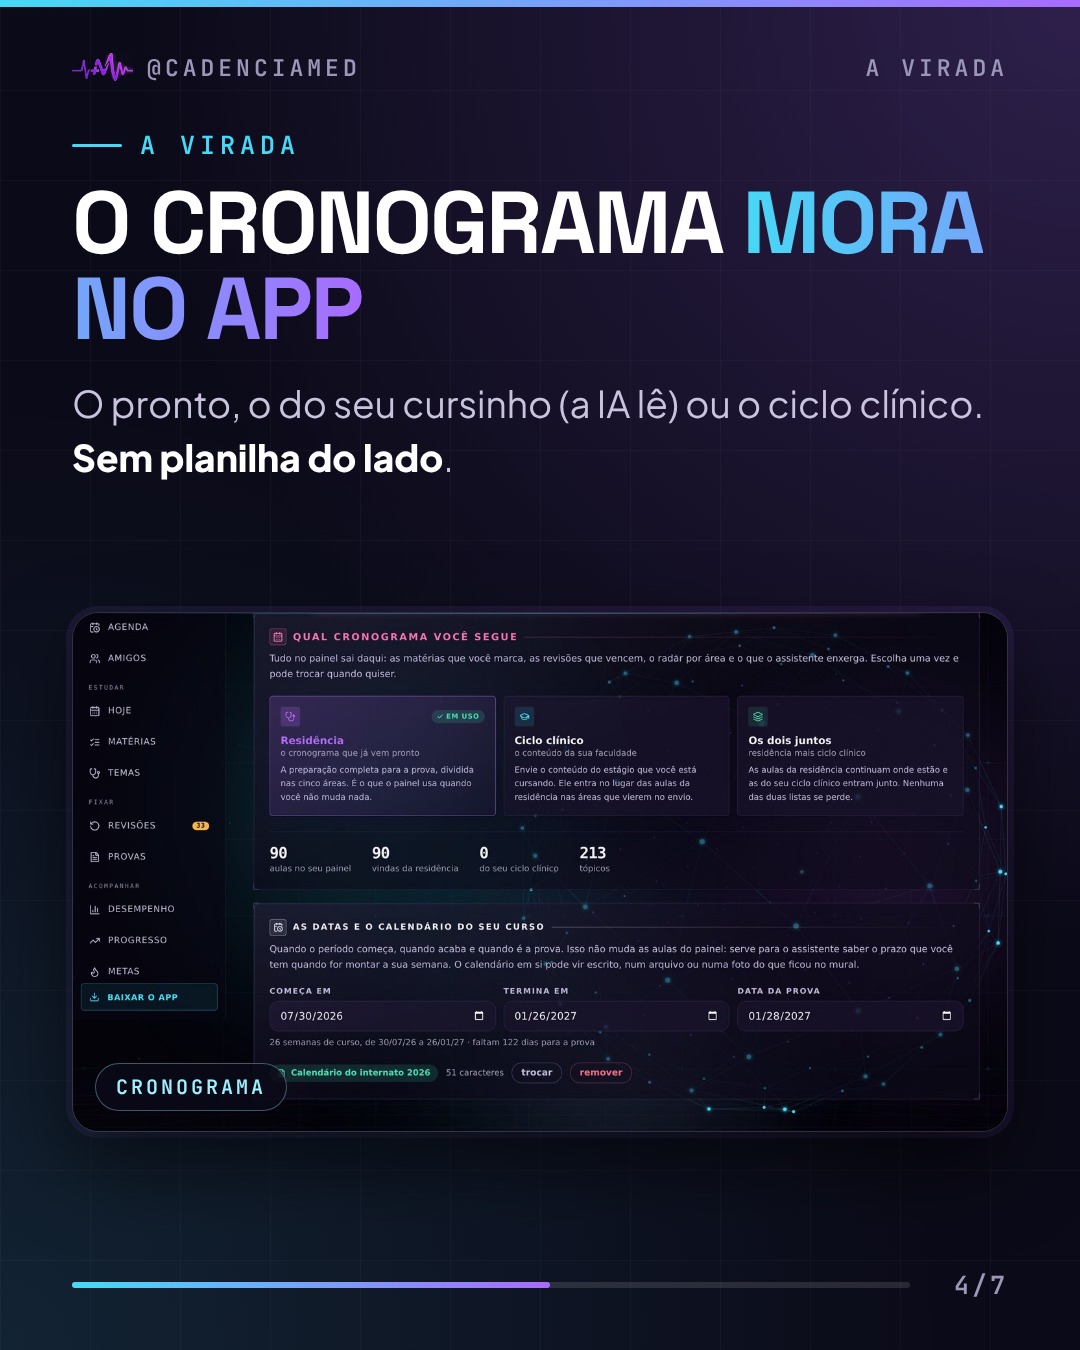 @CADENCIAMED
A VIRADA
A VIRADA
O CRONOGRAMA MORA
NO APP
O pronto, o do seu cursinho (a IA lê) ou o ciclo clínico.
Sem planilha do lado.
AGENDA
AMIGOS
ESTUDAR
HOJE
MATÉRIAS
TEMAS
FIXAR
REVISÕES 33
PROVAS
ACOMPANHAR
DESEMPENHO
PROGRESSO
METAS
BAIXAR O APP
QUAL CRONOGRAMA VOCÊ SEGUE
Tudo no painel sai daqui: as matérias que você marca, as revisões que vencem, o radar por área e o que o assistente enxerga. Escolha uma vez e
pode trocar quando quiser.
EM USO
Residência
o cronograma que já vem pronto
A preparação completa para a prova, dividida
nas cinco áreas. É o que o painel usa quando
você não muda nada.
Ciclo clínico
o conteúdo da sua faculdade
Envie o conteúdo do estágio que você está
cursando. Ele entra no lugar das aulas da
residência nas áreas que vierem no envio.
Os dois juntos
residência mais ciclo clínico
As aulas da residência continuam onde estão e
as do seu ciclo clínico entram junto. Nenhuma
das duas listas se perde.
90
aulas no seu painel
90
vindas da residência
0
do seu ciclo clínico
213
tópicos
AS DATAS E O CALENDÁRIO DO SEU CURSO
Quando o período começa, quando acaba e quando é a prova. Isso não muda as aulas do painel: serve para o assistente saber o prazo que você
tem quando for montar a sua semana. O calendário em si pode vir escrito, num arquivo ou numa foto do que ficou no mural.
COMEÇA EM
07/30/2026
TERMINA EM
01/26/2027
DATA DA PROVA
01/28/2027
26 semanas de curso, de 30/07/26 a 26/01/27 · faltam 122 dias para a prova
Calendário do internato 2026 51 caracteres trocar remover
CRONOGRAMA
4/7